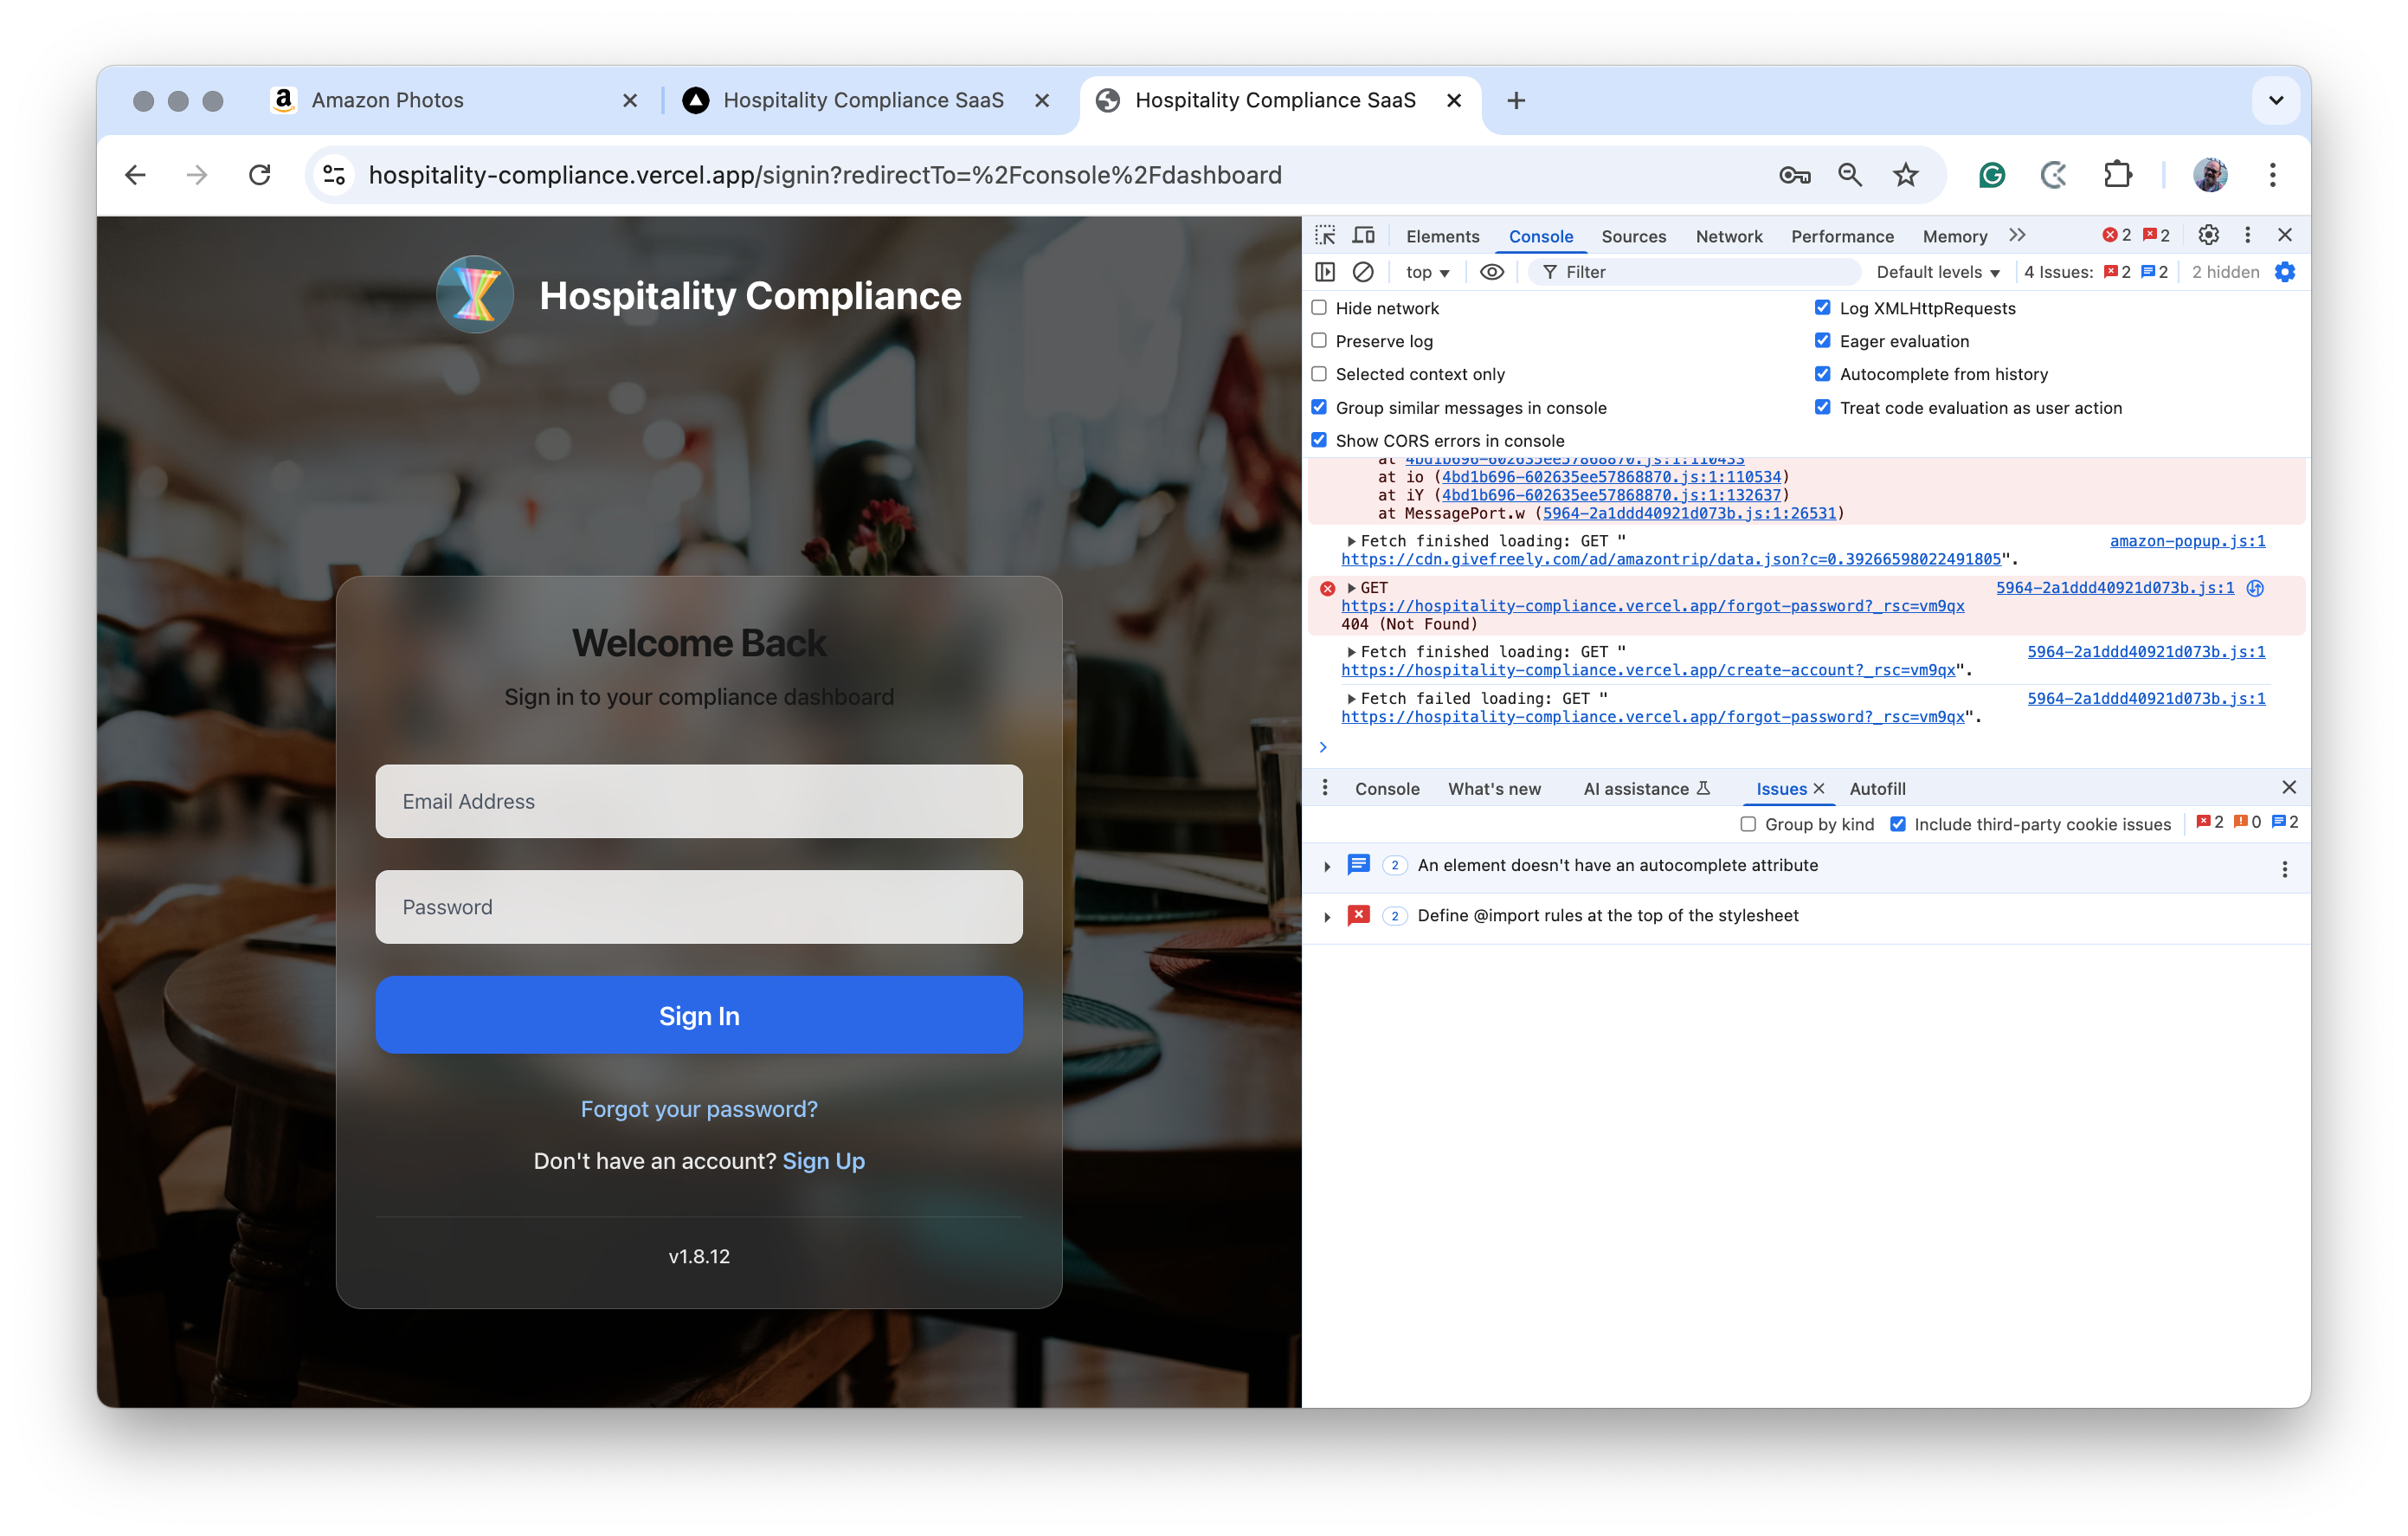 Amazon Photos
Hospitality Compliance SaaS
Hospitality Compliance SaaS
hospitality-compliance.vercel.app/signin?redirectTo=%2Fconsole%2Fdashboard
Hospitality Compliance
Welcome Back
Sign in to your compliance dashboard
Email Address
Password
Sign In
Forgot your password?
Don't have an account? Sign Up
v1.8.12
Elements Console Sources Network Performance Memory 2 2
top Filter Default levels 4 Issues: 2 2 2 hidden
Hide network Log XMLHttpRequests
Preserve log Eager evaluation
Selected context only Autocomplete from history
Group similar messages in console Treat code evaluation as user action
Show CORS errors in console
at 4bd1b696-602635ee57868870.js:1:110433
at io (4bd1b696-602635ee57868870.js:1:110534)
at iY (4bd1b696-602635ee57868870.js:1:132637)
at MessagePort.w (5964-2a1ddd40921d073b.js:1:26531)
Fetch finished loading: GET " amazon-popup.js:1
https://cdn.givefreely.com/ad/amazontrip/data.json?c=0.39266598022491805".
GET 5964-2a1ddd40921d073b.js:1
https://hospitality-compliance.vercel.app/forgot-password?_rsc=vm9qx
404 (Not Found)
Fetch finished loading: GET " 5964-2a1ddd40921d073b.js:1
https://hospitality-compliance.vercel.app/create-account?_rsc=vm9qx".
Fetch failed loading: GET " 5964-2a1ddd40921d073b.js:1
https://hospitality-compliance.vercel.app/forgot-password?_rsc=vm9qx".
Console What's new AI assistance Issues Autofill
Group by kind Include third-party cookie issues 2 0 2
2 An element doesn't have an autocomplete attribute
2 Define @import rules at the top of the stylesheet